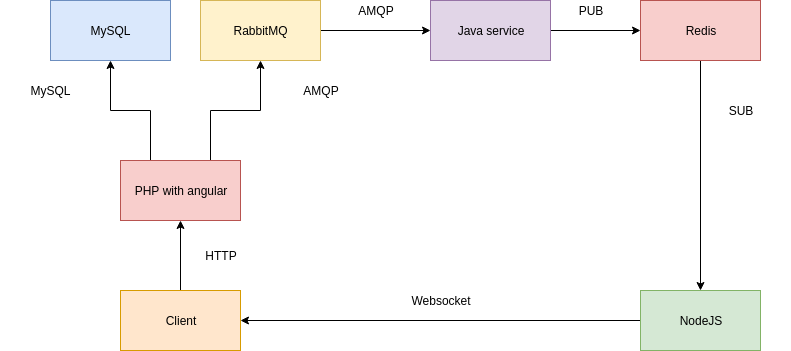 AMQP
PUB
MySQL
RabbitMQ
Java service
Redis
MySQL
AMQP
SUB
PHP with angular
HTTP
Websocket
Client
NodeJS